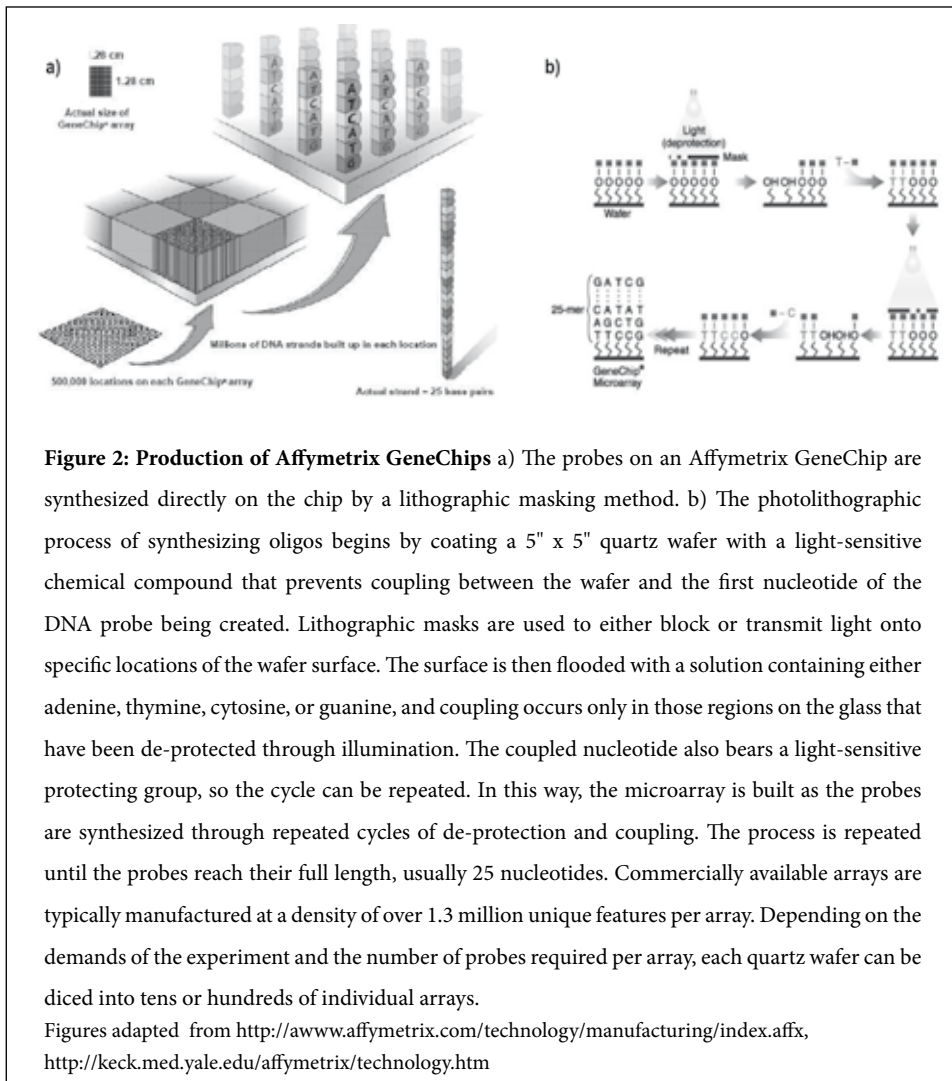 a)
.28 cm
1.28 cm
Actual size of
GeneChip® array
A T C A T G
Millions of DNA strands built up in each location
500,000 locations on each GeneChip® array
Actual strand = 25 base pairs
b)
Light
(deprotection)
Mask
OOOOO
Wafer
OOOOO
OH OH O O O
T–
TTOOO
TTOOO
OHOHO
C
TTCCO
Repeat
25-mer
GATCG
CATAT
AGCTG
TTCCG
GeneChip®
Microarray
Figure 2: Production of Affymetrix GeneChips a) The probes on an Affymetrix GeneChip are
synthesized directly on the chip by a lithographic masking method. b) The photolithographic
process of synthesizing oligos begins by coating a 5" x 5" quartz wafer with a light-sensitive
chemical compound that prevents coupling between the wafer and the first nucleotide of the
DNA probe being created. Lithographic masks are used to either block or transmit light onto
specific locations of the wafer surface. The surface is then flooded with a solution containing either
adenine, thymine, cytosine, or guanine, and coupling occurs only in those regions on the glass that
have been de-protected through illumination. The coupled nucleotide also bears a light-sensitive
protecting group, so the cycle can be repeated. In this way, the microarray is built as the probes
are synthesized through repeated cycles of de-protection and coupling. The process is repeated
until the probes reach their full length, usually 25 nucleotides. Commercially available arrays are
typically manufactured at a density of over 1.3 million unique features per array. Depending on the
demands of the experiment and the number of probes required per array, each quartz wafer can be
diced into tens or hundreds of individual arrays.
Figures adapted from http://awww.affymetrix.com/technology/manufacturing/index.affx,
http://keck.med.yale.edu/affymetrix/technology.htm